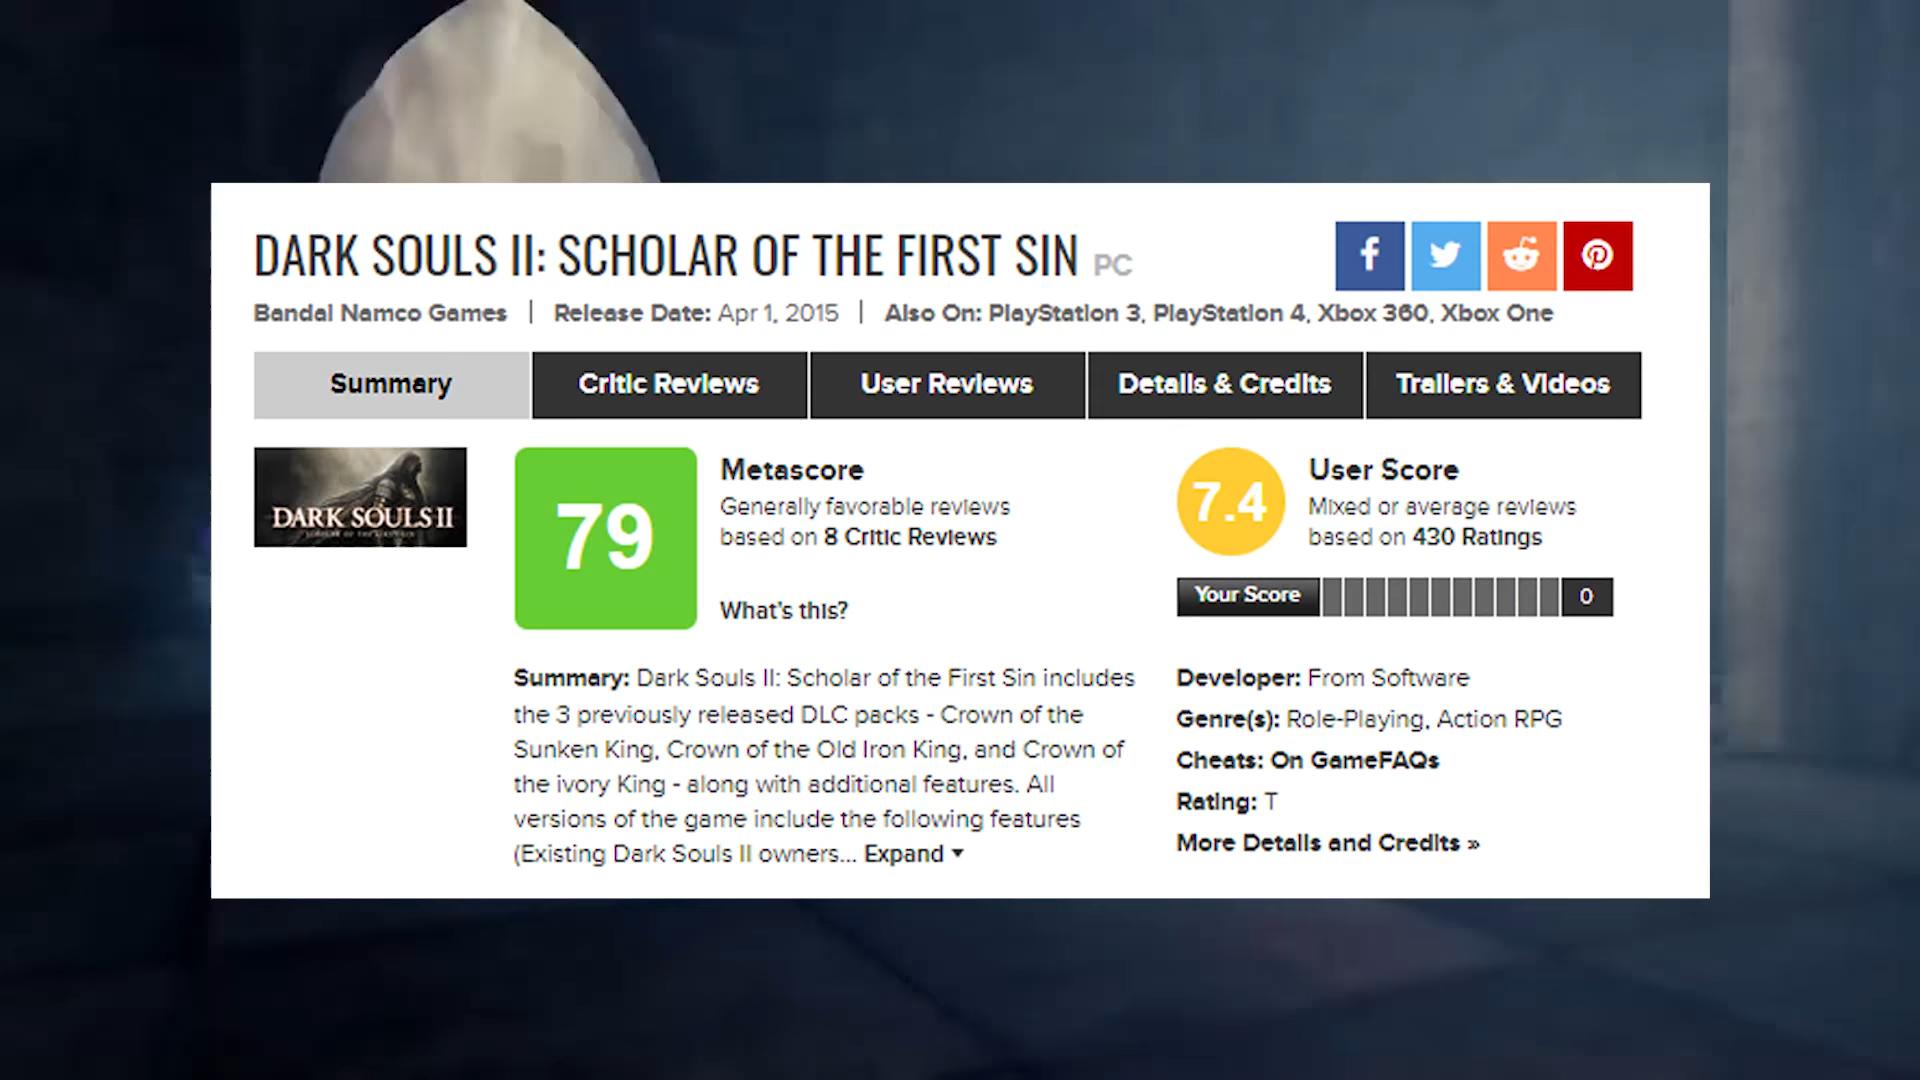 DARK SOULS II: SCHOLAR OF THE FIRST SIN PC
Bandai Namco Games | Release Date: Apr 1, 2015 | Also On: PlayStation 3, PlayStation 4, Xbox 360, Xbox One
Summary Critic Reviews User Reviews Details & Credits Trailers & Videos
DARK SOULS II
79
Metascore
Generally favorable reviews
based on 8 Critic Reviews
What's this?
7.4
User Score
Mixed or average reviews
based on 430 Ratings
Your Score 0
Summary: Dark Souls II: Scholar of the First Sin includes
the 3 previously released DLC packs - Crown of the
Sunken King, Crown of the Old Iron King, and Crown of
the ivory King - along with additional features. All
versions of the game include the following features
(Existing Dark Souls II owners... Expand
Developer: From Software
Genre(s): Role-Playing, Action RPG
Cheats: On GameFAQs
Rating: T
More Details and Credits »